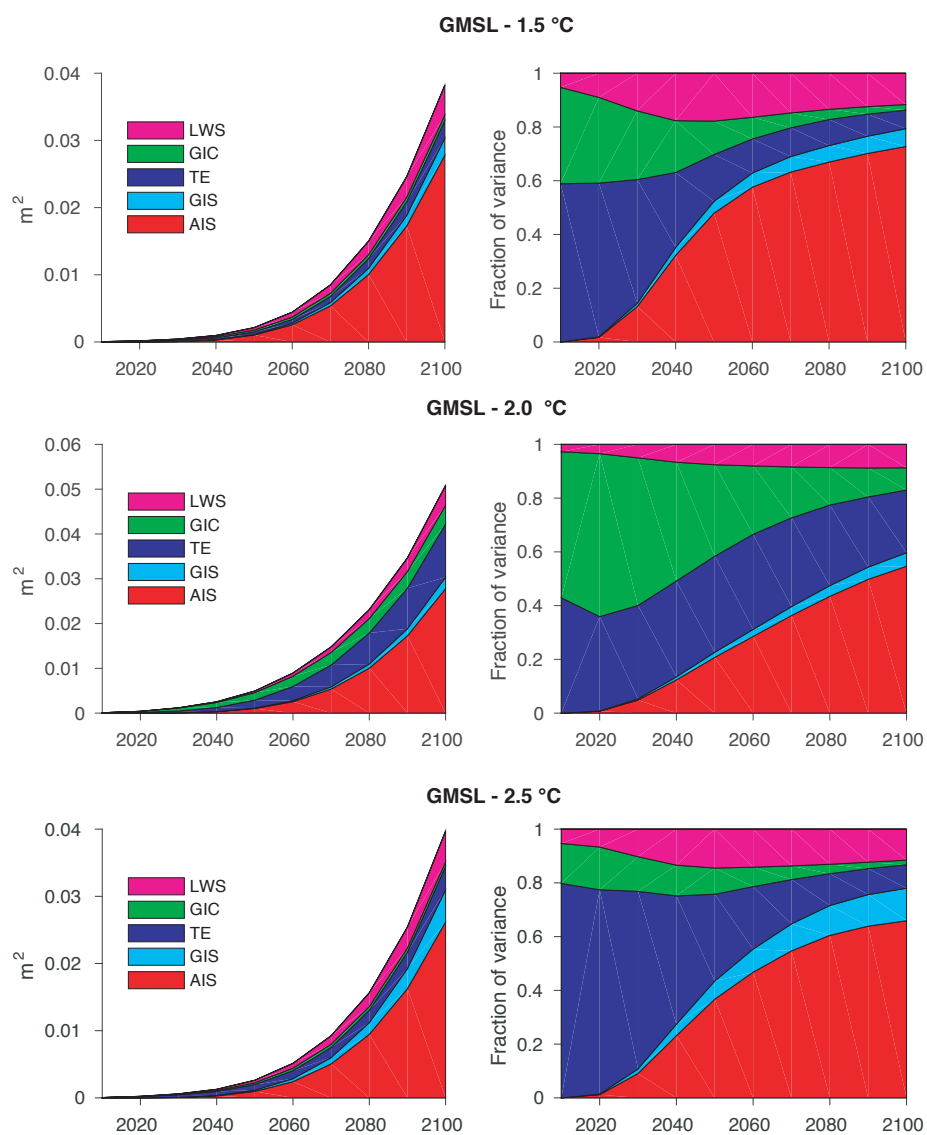 GMSL - 1.5 °C
0.04
0.03
0.02
0.01
0
m²
LWS
GIC
TE
GIS
AIS
2020 2040 2060 2080 2100
1
0.8
0.6
0.4
0.2
0
Fraction of variance
2020 2040 2060 2080 2100
GMSL - 2.0 °C
0.06
0.05
0.04
0.03
0.02
0.01
0
m²
LWS
GIC
TE
GIS
AIS
2020 2040 2060 2080 2100
1
0.8
0.6
0.4
0.2
0
Fraction of variance
2020 2040 2060 2080 2100
GMSL - 2.5 °C
0.04
0.03
0.02
0.01
0
m²
LWS
GIC
TE
GIS
AIS
2020 2040 2060 2080 2100
1
0.8
0.6
0.4
0.2
0
Fraction of variance
2020 2040 2060 2080 2100